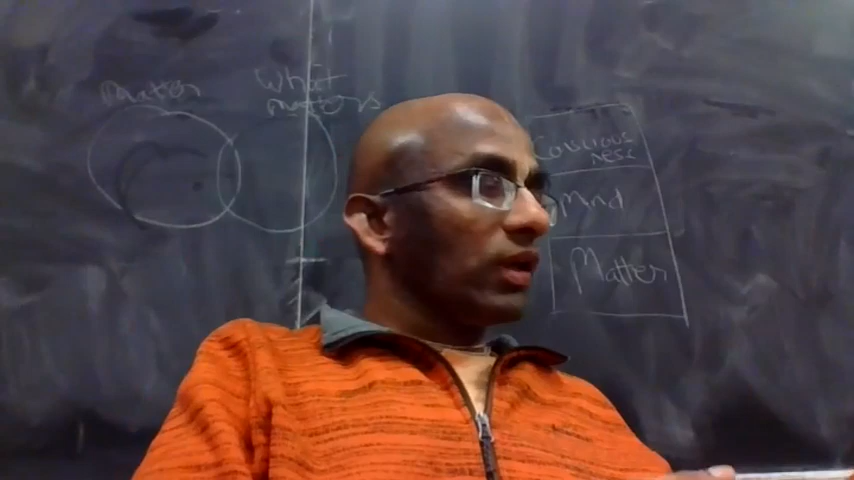 Matter
What
matters
Conscious
ness
Mind
Matter